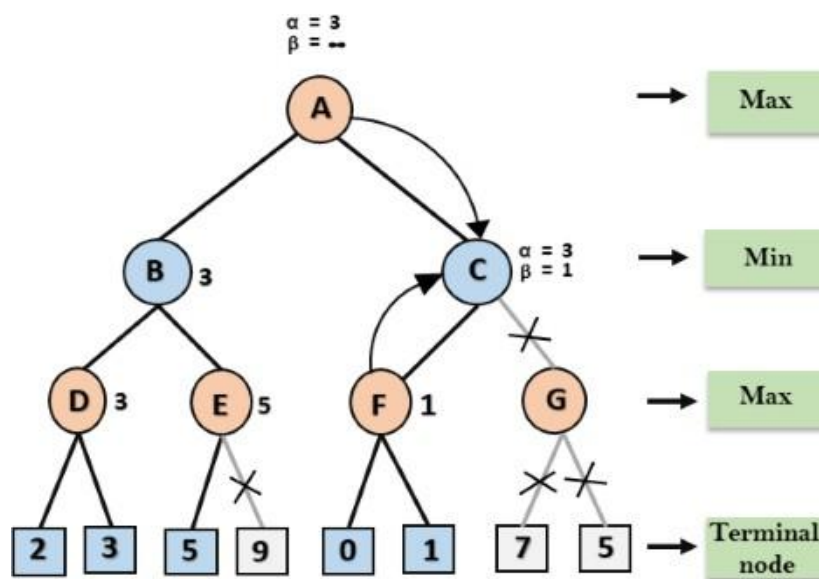 α = 3
β = ∞
A
Max
B
3
C
α = 3
β = 1
Min
D
3
E
5
F
1
G
Max
2
3
5
9
0
1
7
5
Terminal
node